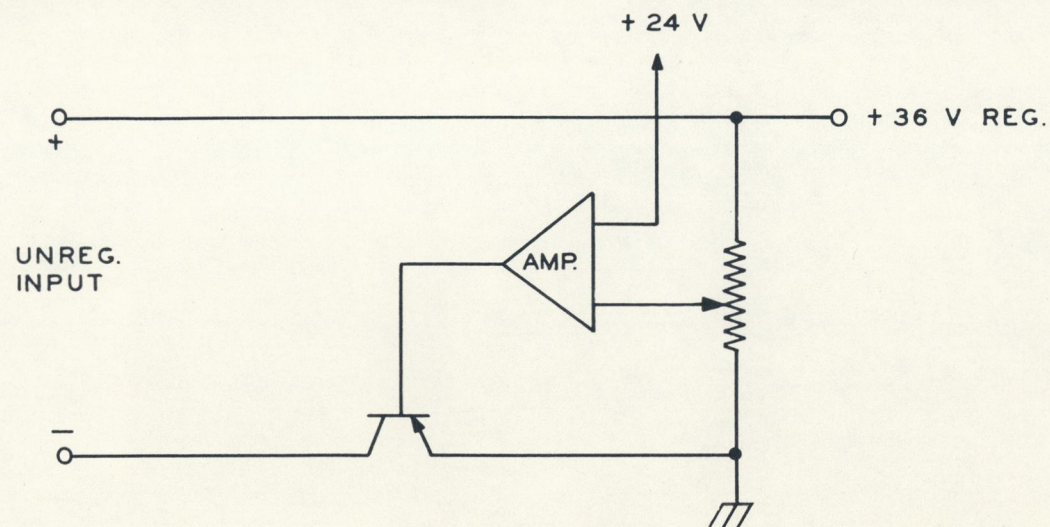 + 24 V
+ 36 V REG.
+
UNREG.
INPUT
AMP.
−